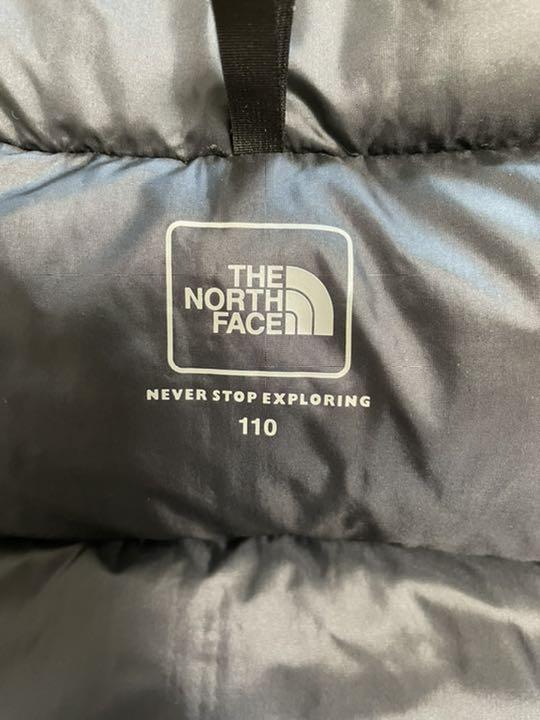 THE
NORTH
FACE
NEVER STOP EXPLORING
110